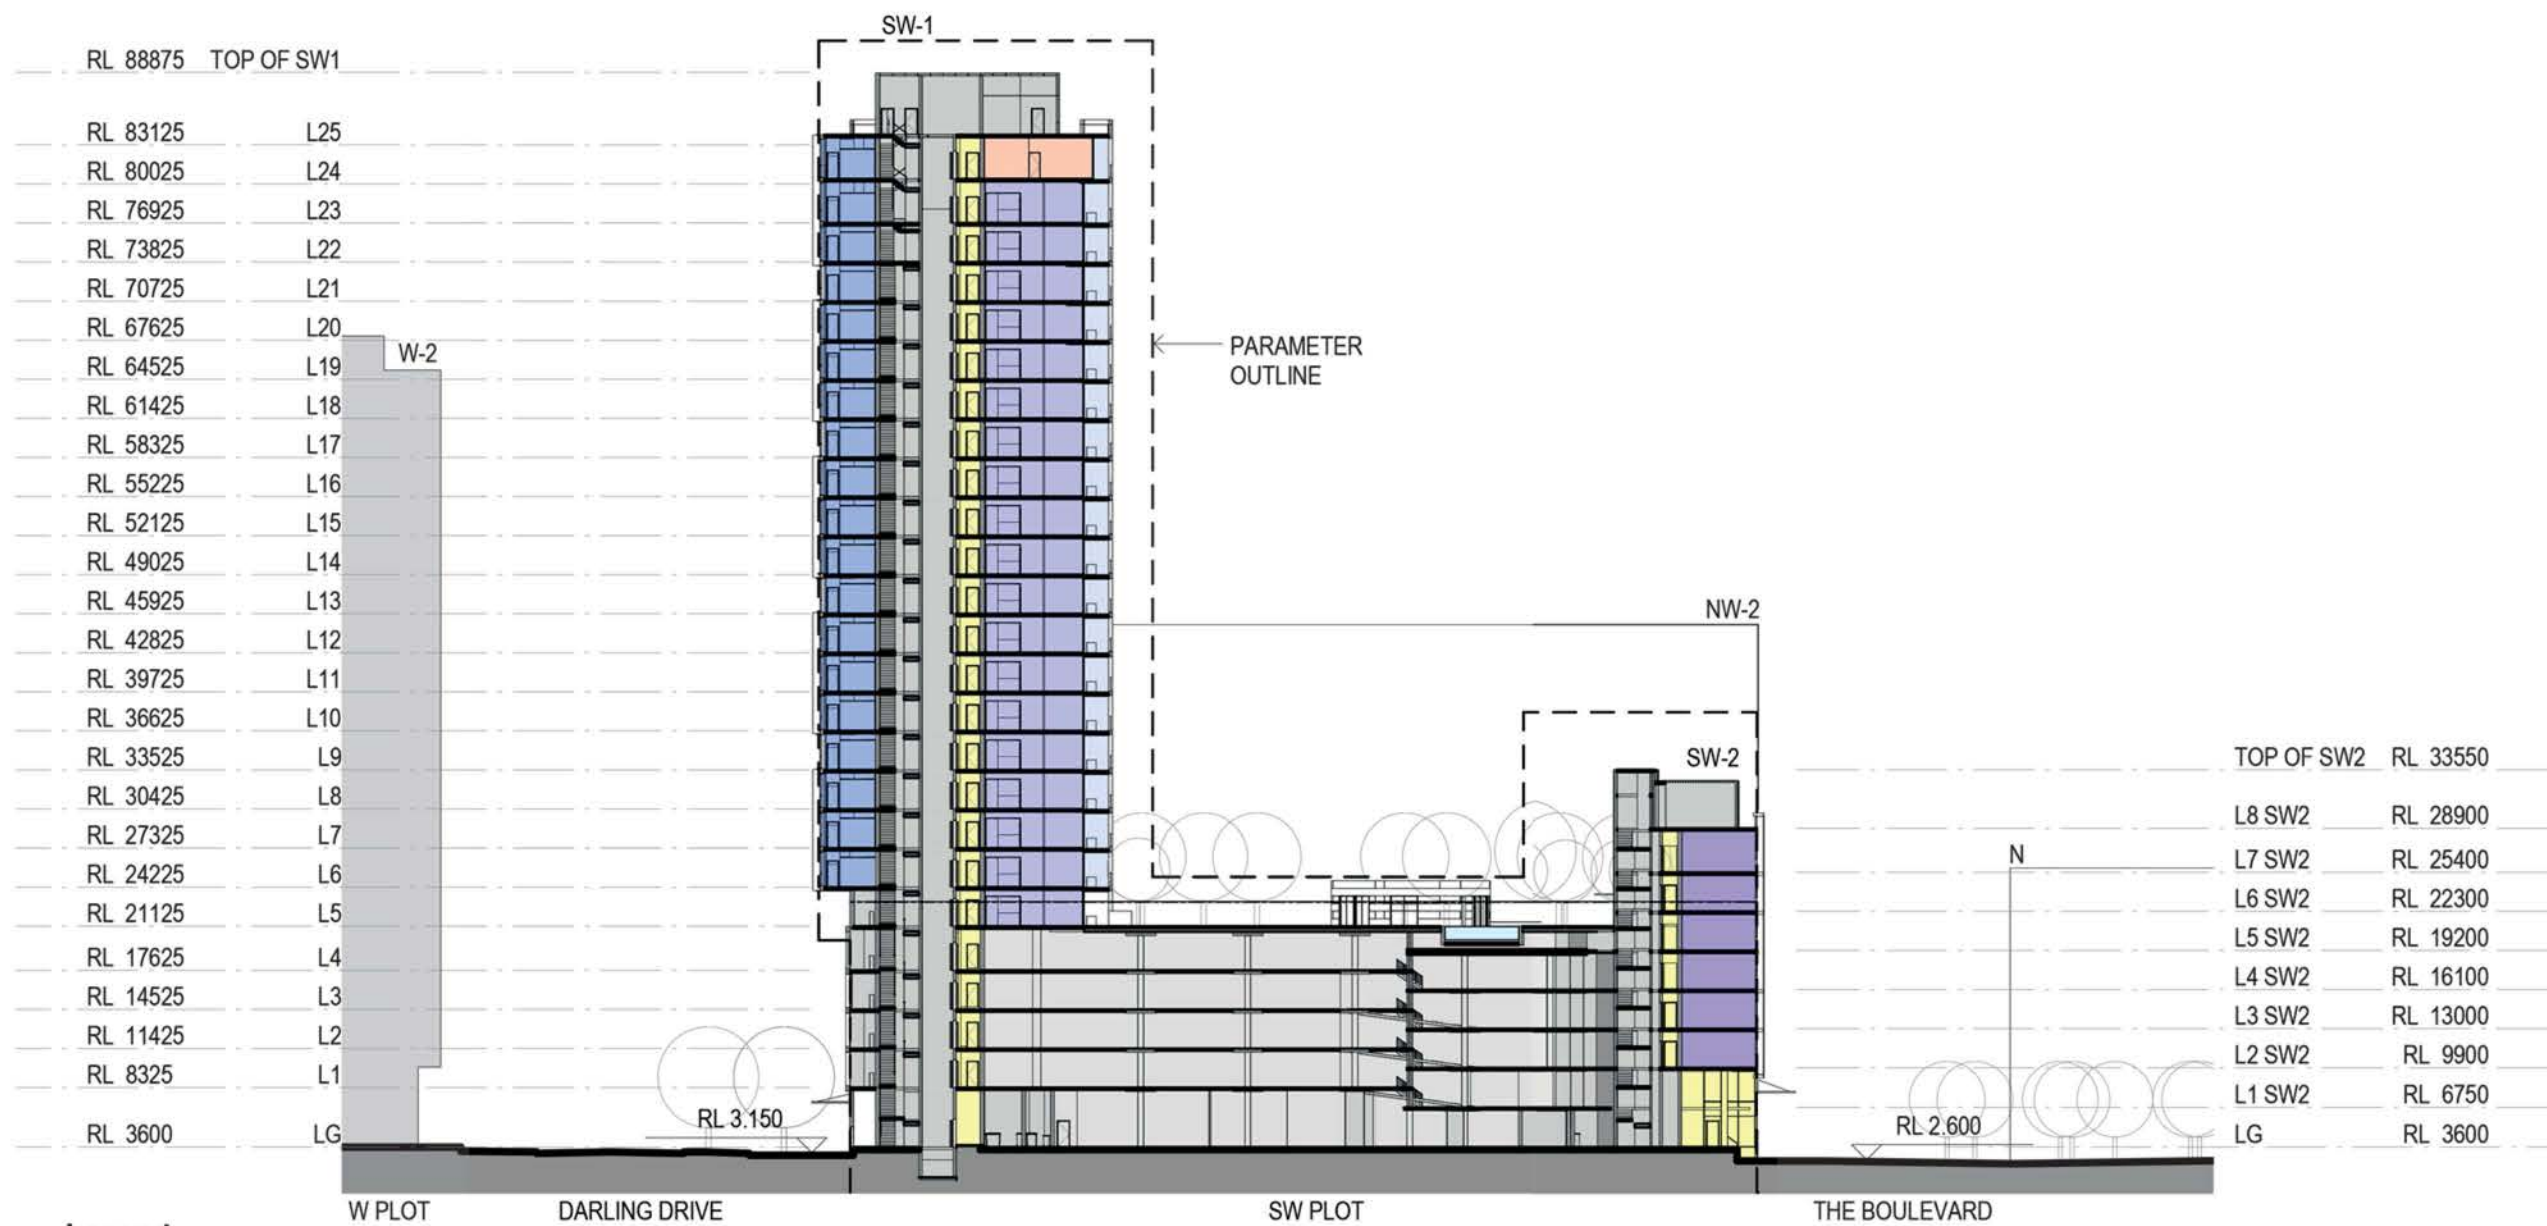 SW-1
RL 88875 TOP OF SW1
RL 83125 L25
RL 80025 L24
RL 76925 L23
RL 73825 L22
RL 70725 L21
RL 67625 L20
W-2
PARAMETER
OUTLINE
RL 64525 L19
RL 61425 L18
RL 58325 L17
RL 55225 L16
RL 52125 L15
RL 49025 L14
RL 45925 L13
NW-2
RL 42825 L12
RL 39725 L11
RL 36625 L10
RL 33525 L9
SW-2
TOP OF SW2 RL 33550
RL 30425 L8
L8 SW2 RL 28900
RL 27325 L7
N
L7 SW2 RL 25400
RL 24225 L6
L6 SW2 RL 22300
RL 21125 L5
L5 SW2 RL 19200
RL 17625 L4
L4 SW2 RL 16100
RL 14525 L3
L3 SW2 RL 13000
RL 11425 L2
L2 SW2 RL 9900
RL 8325 L1
L1 SW2 RL 6750
RL 3600 LG
RL 3.150
RL 2.600
LG RL 3600
W PLOT
DARLING DRIVE
SW PLOT
THE BOULEVARD